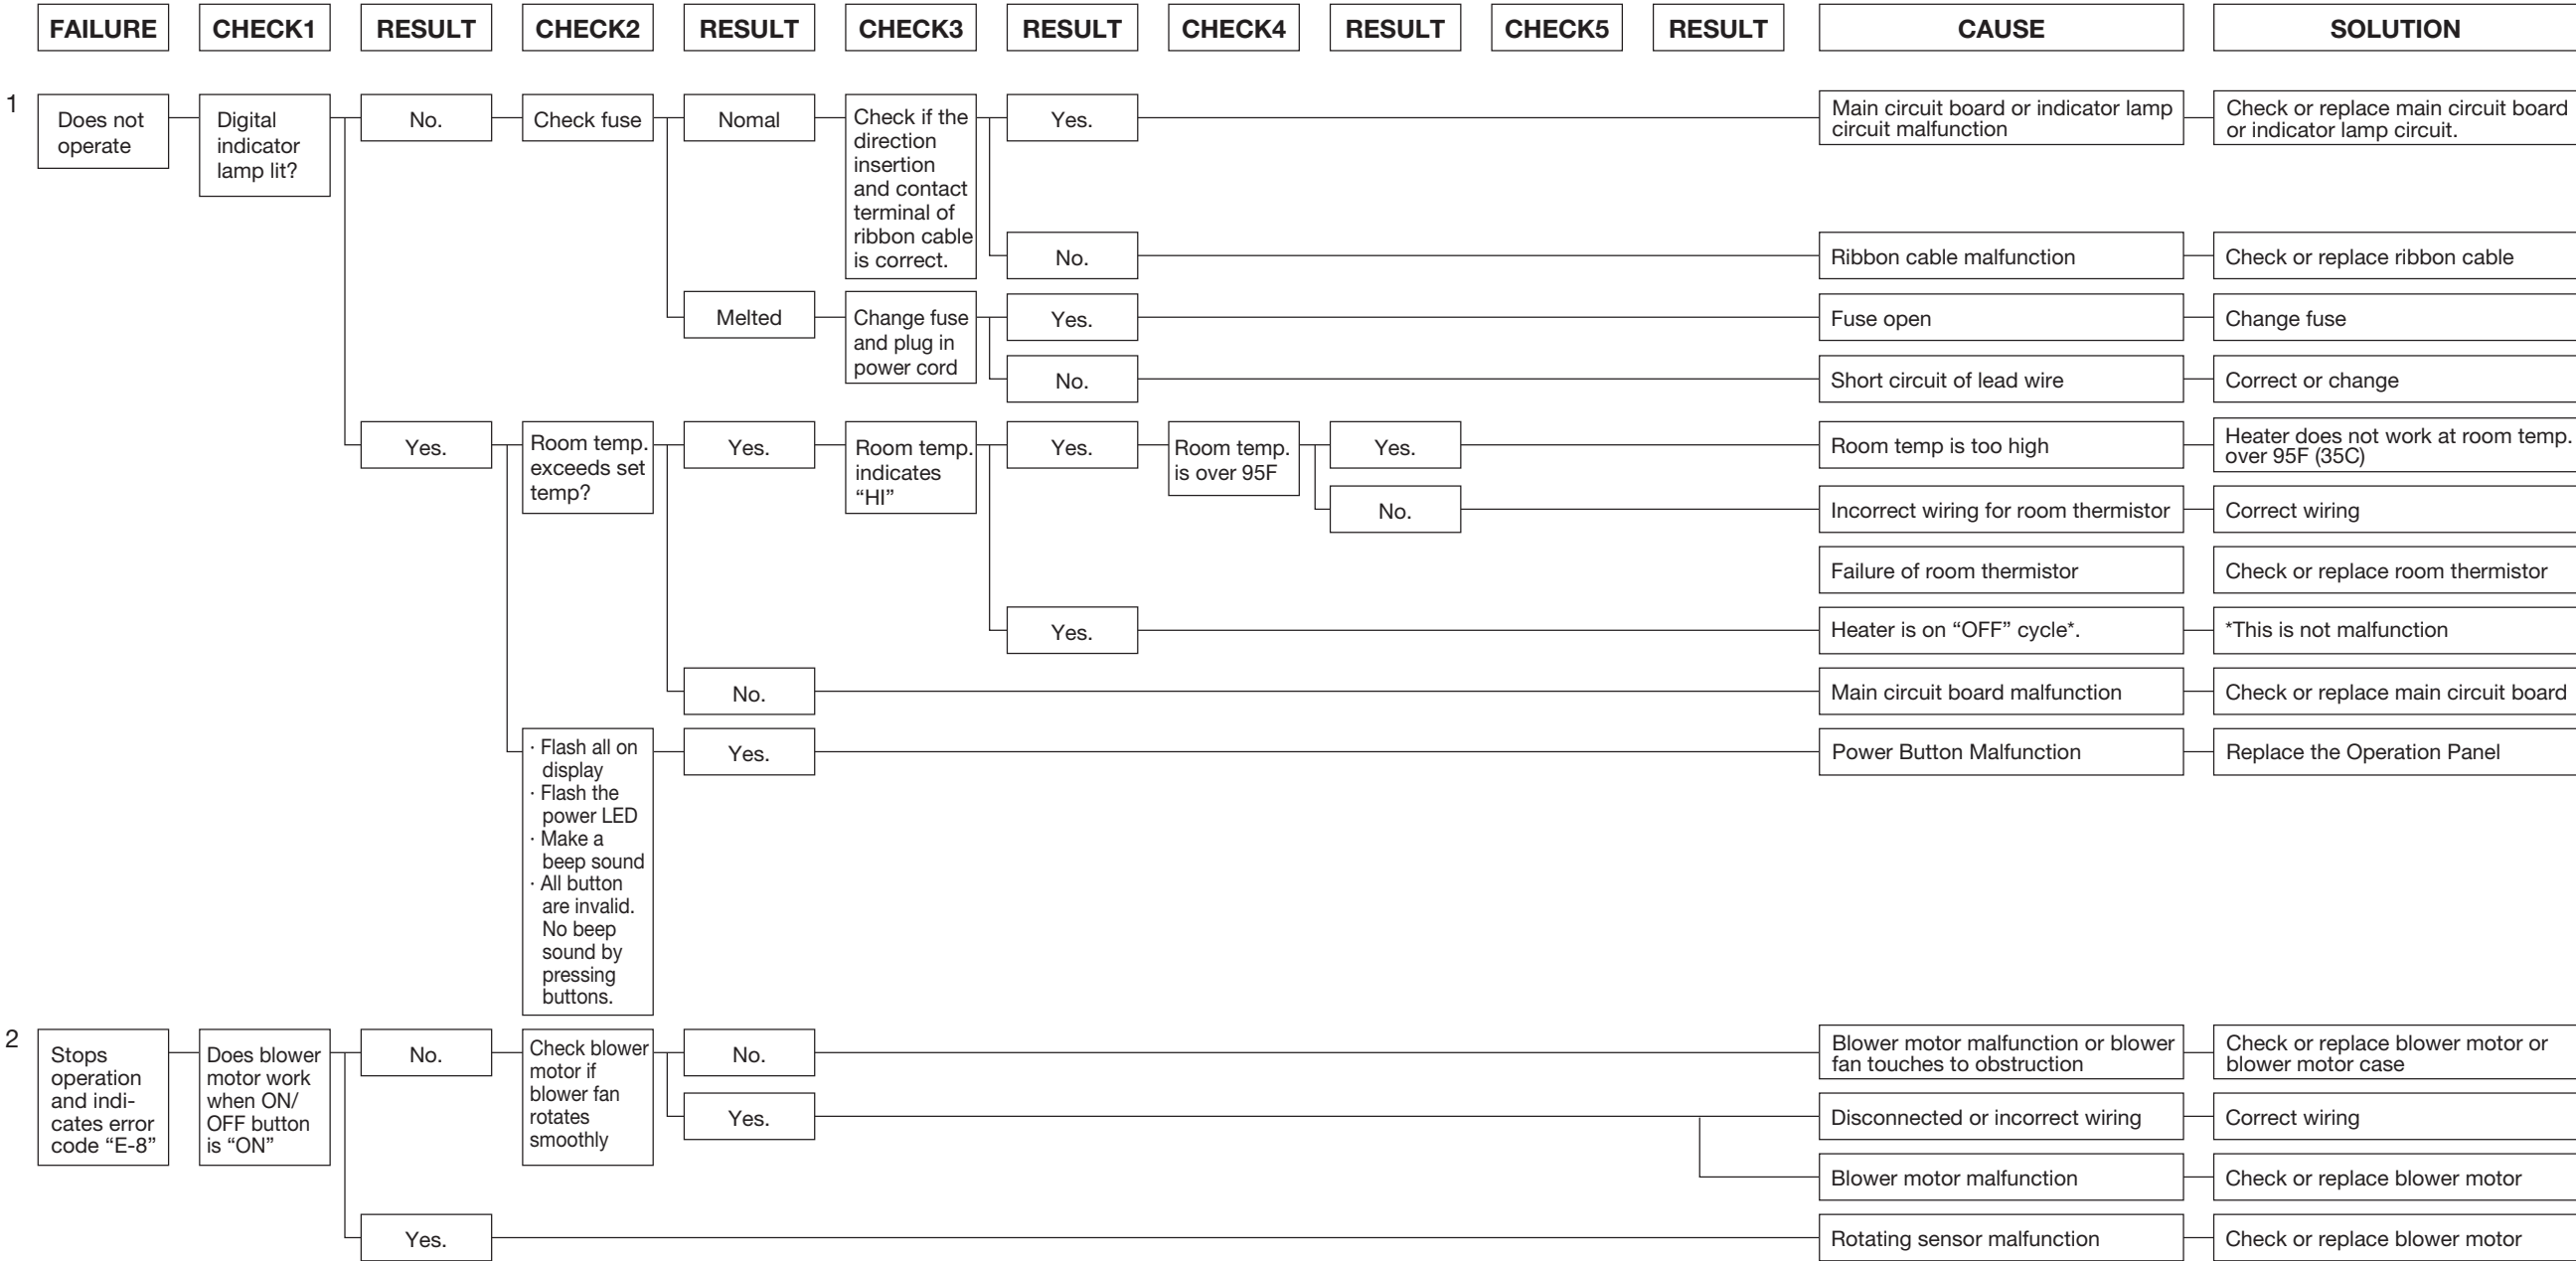 FAILURE CHECK1 RESULT CHECK2 RESULT CHECK3 RESULT CHECK4 RESULT CHECK5 RESULT CAUSE SOLUTION
1
Does not
operate
Digital
indicator
lamp lit?
No.
Check fuse
Nomal
Check if the
direction
insertion
and contact
terminal of
ribbon cable
is correct.
Yes.
Main circuit board or indicator lamp
circuit malfunction
Check or replace main circuit board
or indicator lamp circuit.
No.
Ribbon cable malfunction
Check or replace ribbon cable
Melted
Change fuse
and plug in
power cord
Yes.
Fuse open
Change fuse
No.
Short circuit of lead wire
Correct or change
Yes.
Room temp.
exceeds set
temp?
Yes.
Room temp.
indicates
“HI”
Yes.
Room temp.
is over 95F
Yes.
Room temp is too high
Heater does not work at room temp.
over 95F (35C)
No.
Incorrect wiring for room thermistor
Correct wiring
Failure of room thermistor
Check or replace room thermistor
Yes.
Heater is on “OFF” cycle*.
*This is not malfunction
No.
Main circuit board malfunction
Check or replace main circuit board
· Flash all on
display
· Flash the
power LED
· Make a
beep sound
· All button
are invalid.
No beep
sound by
pressing
buttons.
Yes.
Power Button Malfunction
Replace the Operation Panel
2
Stops
operation
and indi-
cates error
code “E-8”
Does blower
motor work
when ON/
OFF button
is “ON”
No.
Check blower
motor if
blower fan
rotates
smoothly
No.
Blower motor malfunction or blower
fan touches to obstruction
Check or replace blower motor or
blower motor case
Yes.
Disconnected or incorrect wiring
Correct wiring
Blower motor malfunction
Check or replace blower motor
Yes.
Rotating sensor malfunction
Check or replace blower motor